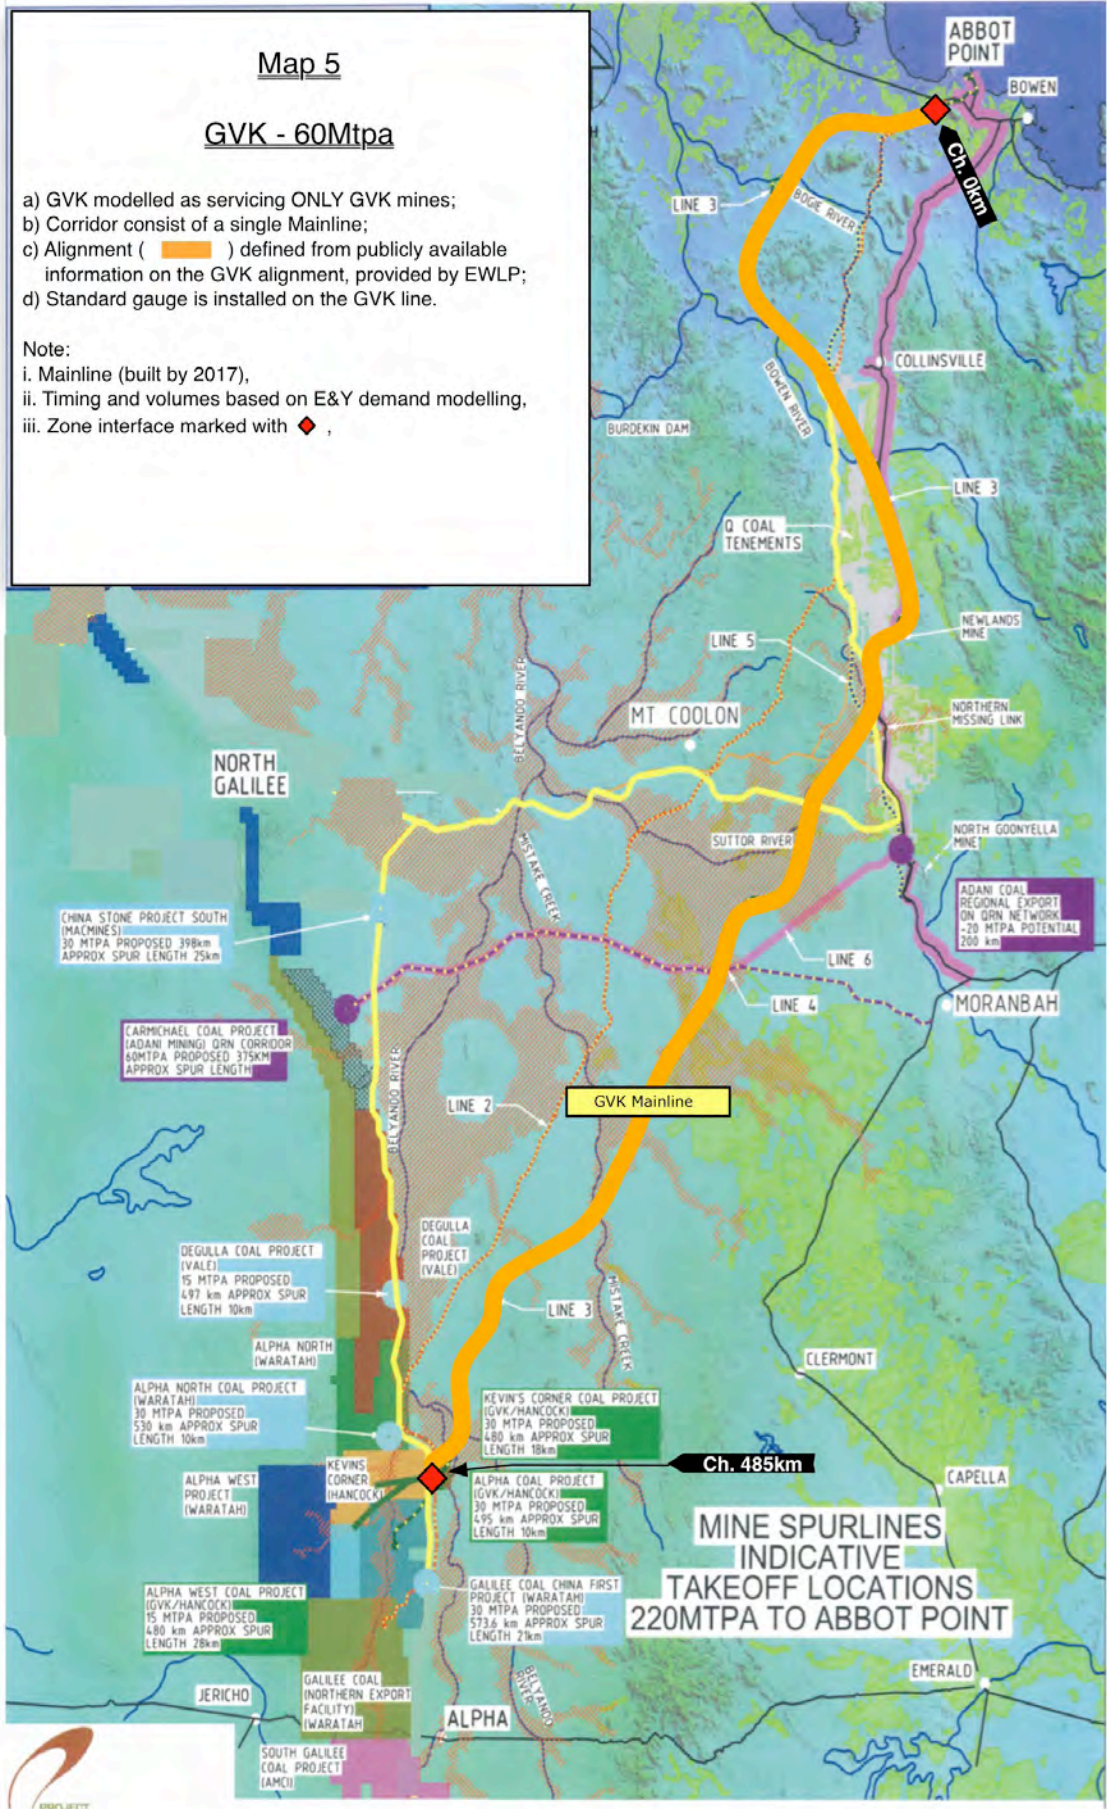 Map 5
GVK - 60Mtpa
a) GVK modelled as servicing ONLY GVK mines;
b) Corridor consist of a single Mainline;
c) Alignment ( ) defined from publicly available
information on the GVK alignment, provided by EWLP;
d) Standard gauge is installed on the GVK line.
Note:
i. Mainline (built by 2017),
ii. Timing and volumes based on E&Y demand modelling,
iii. Zone interface marked with ,
ABBOT
POINT
BOWEN
Ch. 0km
LINE 3
BOGIE RIVER
COLLINSVILLE
BOWEN RIVER
BURDEKIN DAM
LINE 3
Q COAL
TENEMENTS
NEWLANDS
MINE
LINE 5
BELYANDO RIVER
MT COOLON
NORTHERN
MISSING LINK
NORTH
GALILEE
SUTTOR RIVER
NORTH GOONYELLA
MINE
MISTAKE CREEK
ADANI COAL
REGIONAL EXPORT
ON QRN NETWORK
-20 MTPA POTENTIAL
200 km
CHINA STONE PROJECT SOUTH
(MACMINES)
30 MTPA PROPOSED 398km
APPROX SPUR LENGTH 25km
LINE 6
LINE 4
MORANBAH
CARMICHAEL COAL PROJECT
(ADANI MINING) QRN CORRIDOR
60MTPA PROPOSED 375KM
APPROX SPUR LENGTH
BELYANDO RIVER
LINE 2
GVK Mainline
DEGULLA
COAL
PROJECT
(VALE)
DEGULLA COAL PROJECT
(VALE)
15 MTPA PROPOSED
497 km APPROX SPUR
LENGTH 10km
LINE 3
MISTAKE CREEK
ALPHA NORTH
(WARATAH)
CLERMONT
ALPHA NORTH COAL PROJECT
(WARATAH)
30 MTPA PROPOSED
530 km APPROX SPUR
LENGTH 10km
KEVIN'S CORNER COAL PROJECT
(GVK/HANCOCK)
30 MTPA PROPOSED
480 km APPROX SPUR
LENGTH 18km
KEVINS
CORNER
(HANCOCK)
Ch. 485km
ALPHA WEST
PROJECT
(WARATAH)
ALPHA COAL PROJECT
(GVK/HANCOCK)
30 MTPA PROPOSED
495 km APPROX SPUR
LENGTH 10km
CAPELLA
MINE SPURLINES
INDICATIVE
TAKEOFF LOCATIONS
220MTPA TO ABBOT POINT
ALPHA WEST COAL PROJECT
(GVK/HANCOCK)
15 MTPA PROPOSED
480 km APPROX SPUR
LENGTH 28km
GALILEE COAL CHINA FIRST
PROJECT (WARATAH)
30 MTPA PROPOSED
573.6 km APPROX SPUR
LENGTH 21km
EMERALD
JERICHO
GALILEE COAL
(NORTHERN EXPORT
FACILITY)
(WARATAH
BELYANDO
RIVER
ALPHA
SOUTH GALILEE
COAL PROJECT
(AMCI)
PROJECT